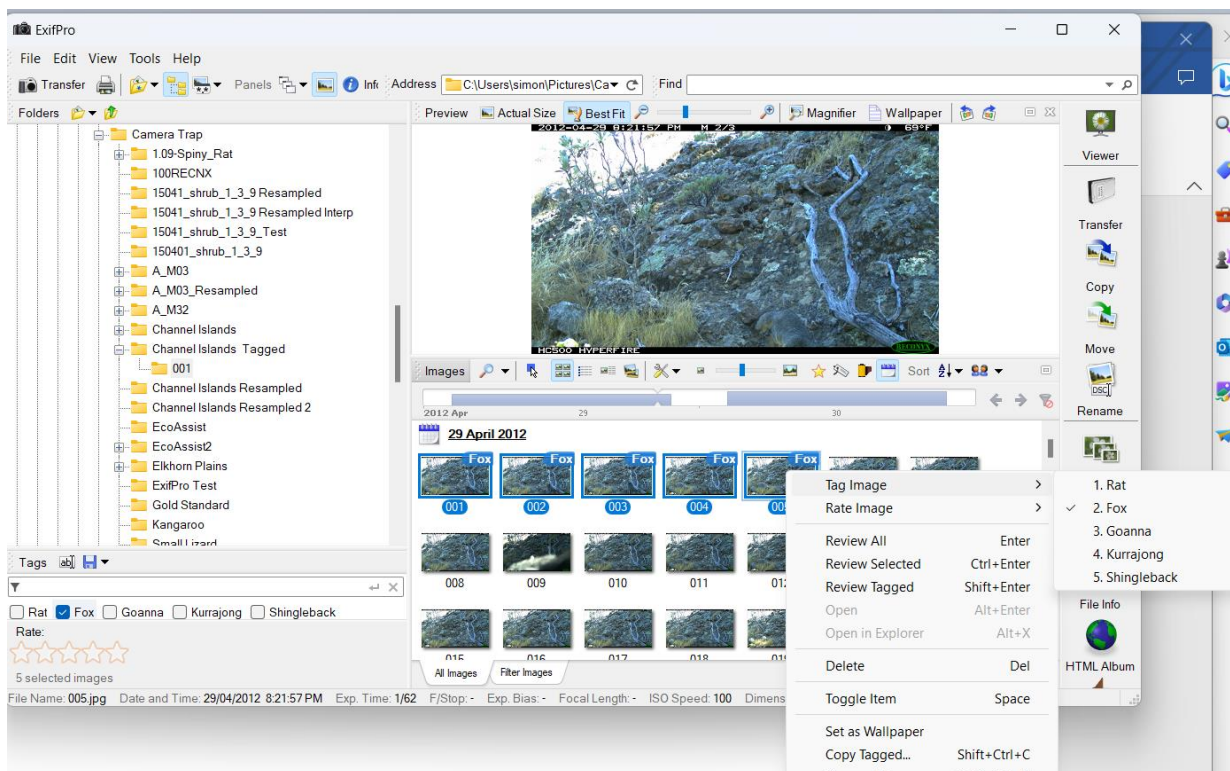 ExifPro
File Edit View Tools Help
Transfer Panels Info Address C:\Users\simon\Pictures\Ca Find
Folders
Camera Trap
1.09-Spiny_Rat
100RECNX
15041_shrub_1_3_9 Resampled
15041_shrub_1_3_9 Resampled Interp
15041_shrub_1_3_9_Test
150401_shrub_1_3_9
A_M03
A_M03_Resampled
A_M32
Channel Islands
Channel Islands Tagged
001
Channel Islands Resampled
Channel Islands Resampled 2
EcoAssist
EcoAssist2
Elkhorn Plains
ExifPro Test
Gold Standard
Kangaroo
Small Lizard
Tags
Rat Fox Goanna Kurrajong Shingleback
Rate:
5 selected images
Preview Actual Size Best Fit Magnifier Wallpaper
2012-04-29 8:21:57 PM M 2/3 69°F
HC500 HYPERFIRE RECONYX
Images Sort
2012 Apr 29 30
29 April 2012
Fox Fox Fox Fox Fox
001 002 003 004 005
008 009 010 011 012
015 016 017 018 019
All Images Filter Images
Viewer
Transfer
Copy
Move
DSC
Rename
File Info
HTML Album
Tag Image
Rate Image
Review All Enter
Review Selected Ctrl+Enter
Review Tagged Shift+Enter
Open Alt+Enter
Open in Explorer Alt+X
Delete Del
Toggle Item Space
Set as Wallpaper
Copy Tagged... Shift+Ctrl+C
1. Rat
2. Fox
3. Goanna
4. Kurrajong
5. Shingleback
File Name: 005.jpg Date and Time: 29/04/2012 8:21:57 PM Exp. Time: 1/62 F/Stop: - Exp. Bias: - Focal Length: - ISO Speed: 100 Dimens